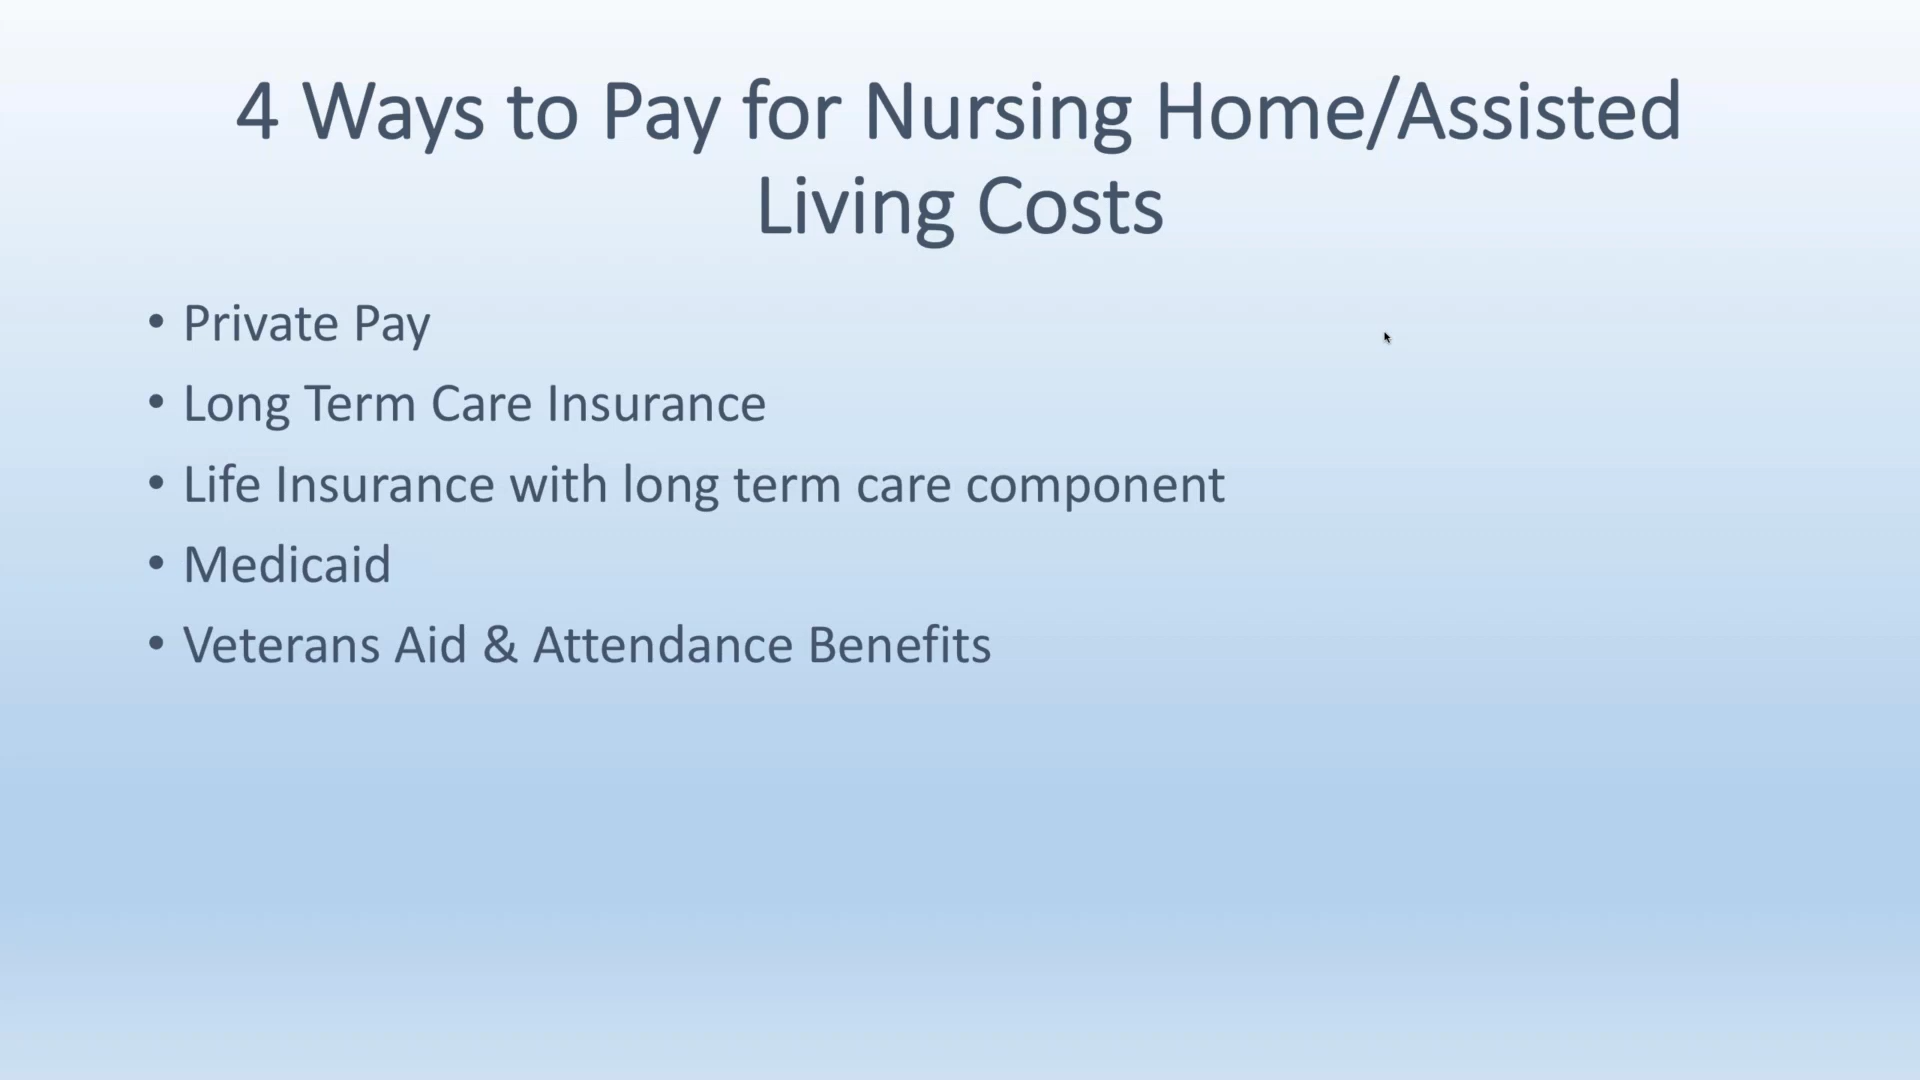 4 Ways to Pay for Nursing Home/Assisted
Living Costs
• Private Pay
• Long Term Care Insurance
• Life Insurance with long term care component
• Medicaid
• Veterans Aid & Attendance Benefits